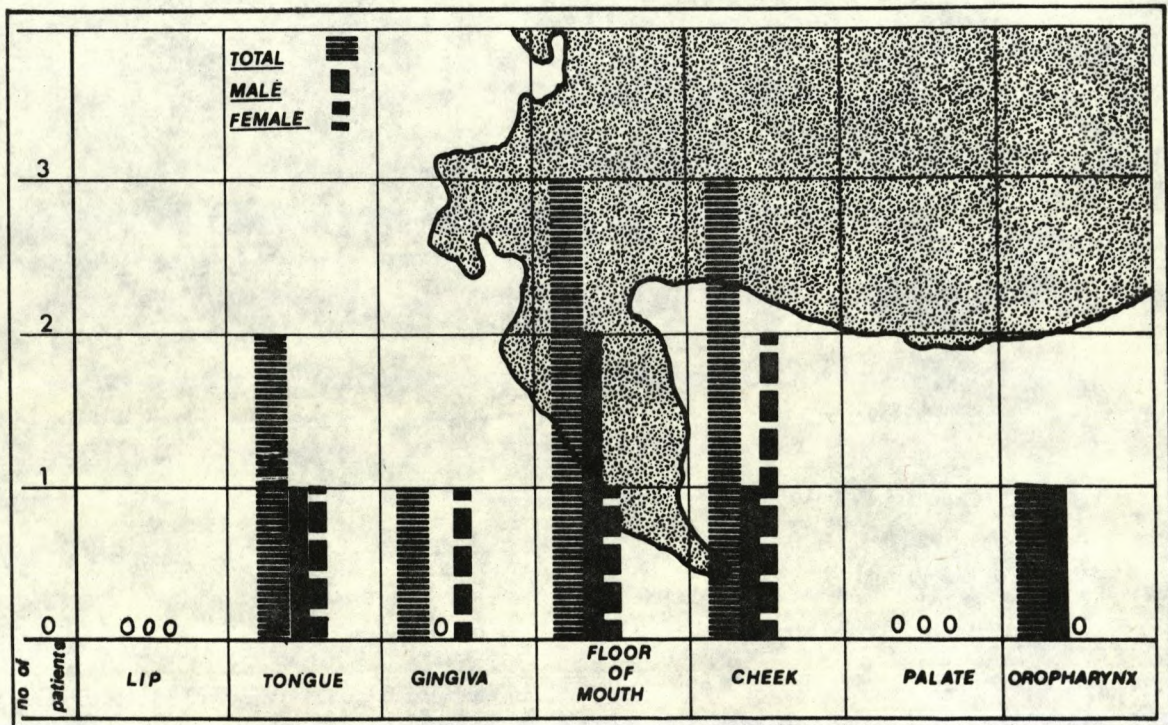 TOTAL
MALE
FEMALE
3
2
1
0
000
0
000
0
no of
patients
LIP
TONGUE
GINGIVA
FLOOR
OF
MOUTH
CHEEK
PALATE
OROPHARYNX